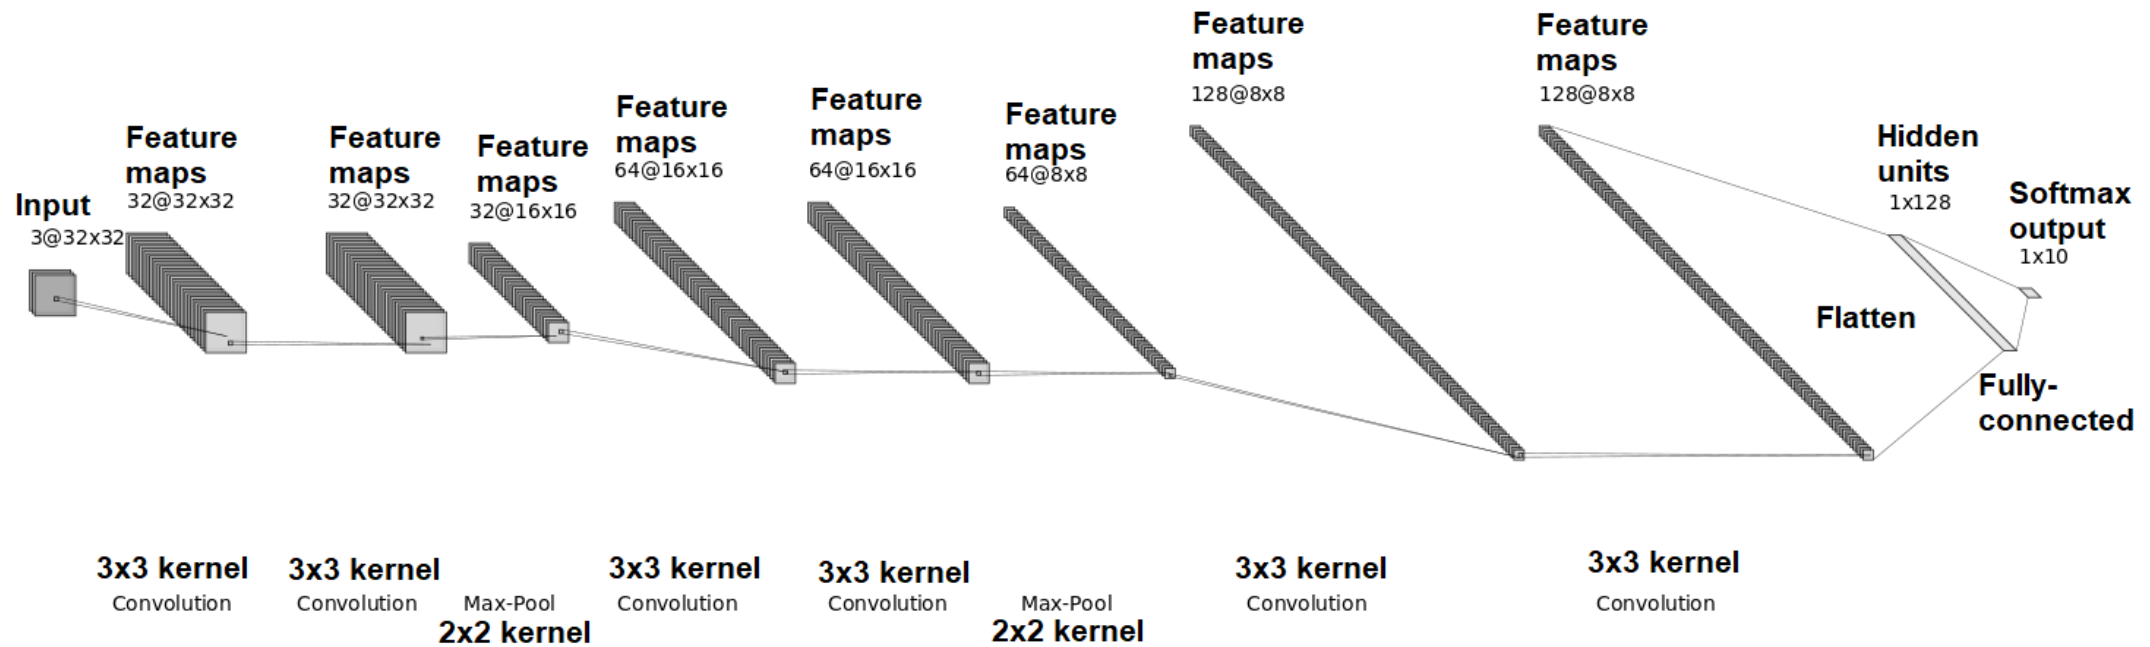 Input
3@32x32
Feature
maps
32@32x32
Feature
maps
32@32x32
Feature
maps
32@16x16
Feature
maps
64@16x16
Feature
maps
64@16x16
Feature
maps
64@8x8
Feature
maps
128@8x8
Feature
maps
128@8x8
Hidden
units
1x128
Softmax
output
1x10
Flatten
Fully-
connected
3x3 kernel
Convolution
3x3 kernel
Convolution
Max-Pool
2x2 kernel
3x3 kernel
Convolution
3x3 kernel
Convolution
Max-Pool
2x2 kernel
3x3 kernel
Convolution
3x3 kernel
Convolution